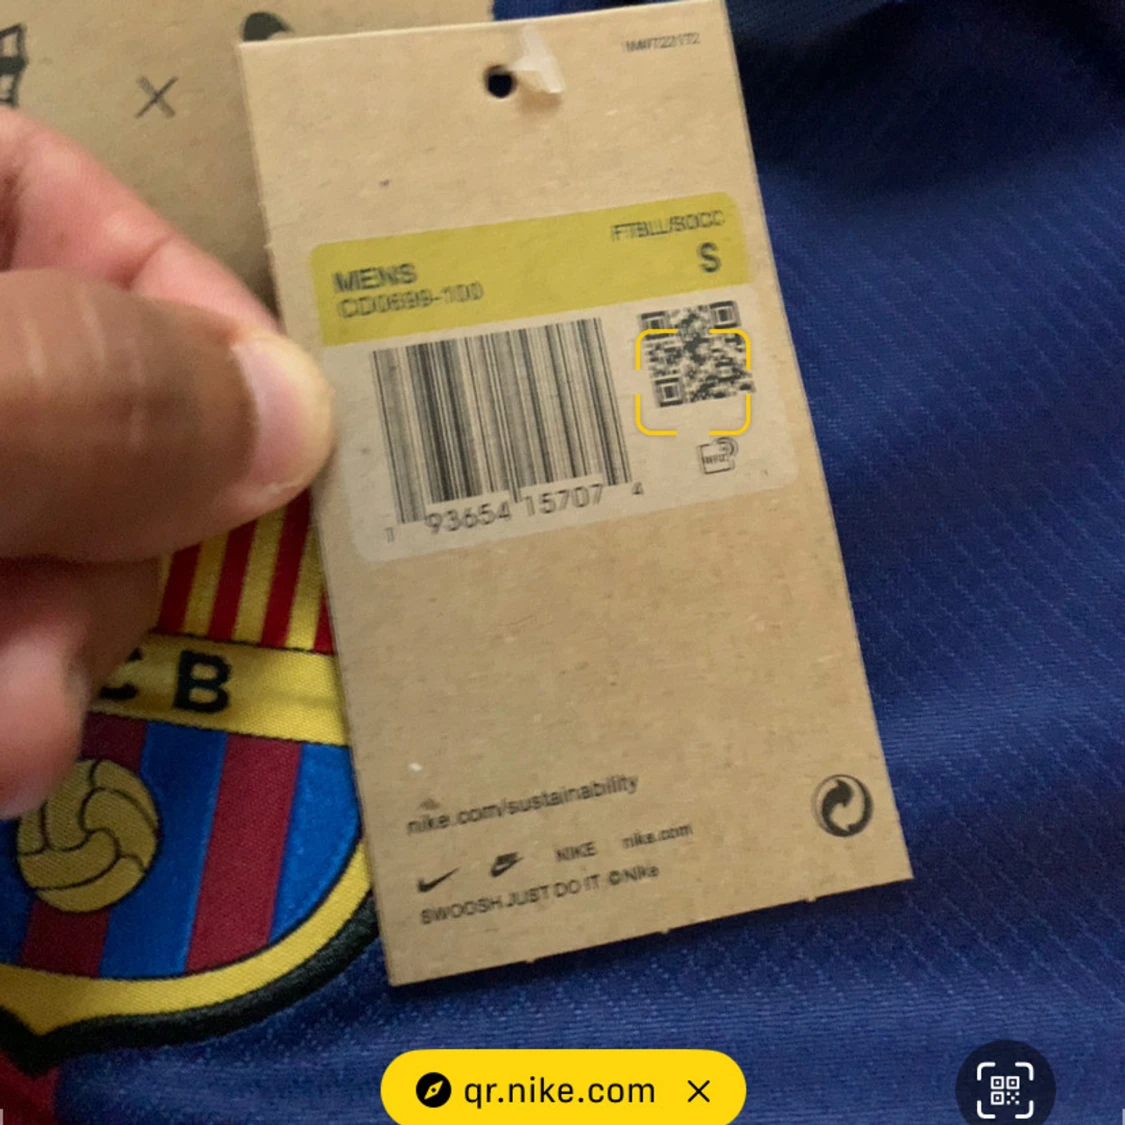 FTBLL/SOCC
MENS
S
CD0699-100
1 93654 15707 4
CB
nike.com/sustainability
NIKE nike.com
SWOOSH JUST DO IT ©Nike
qr.nike.com